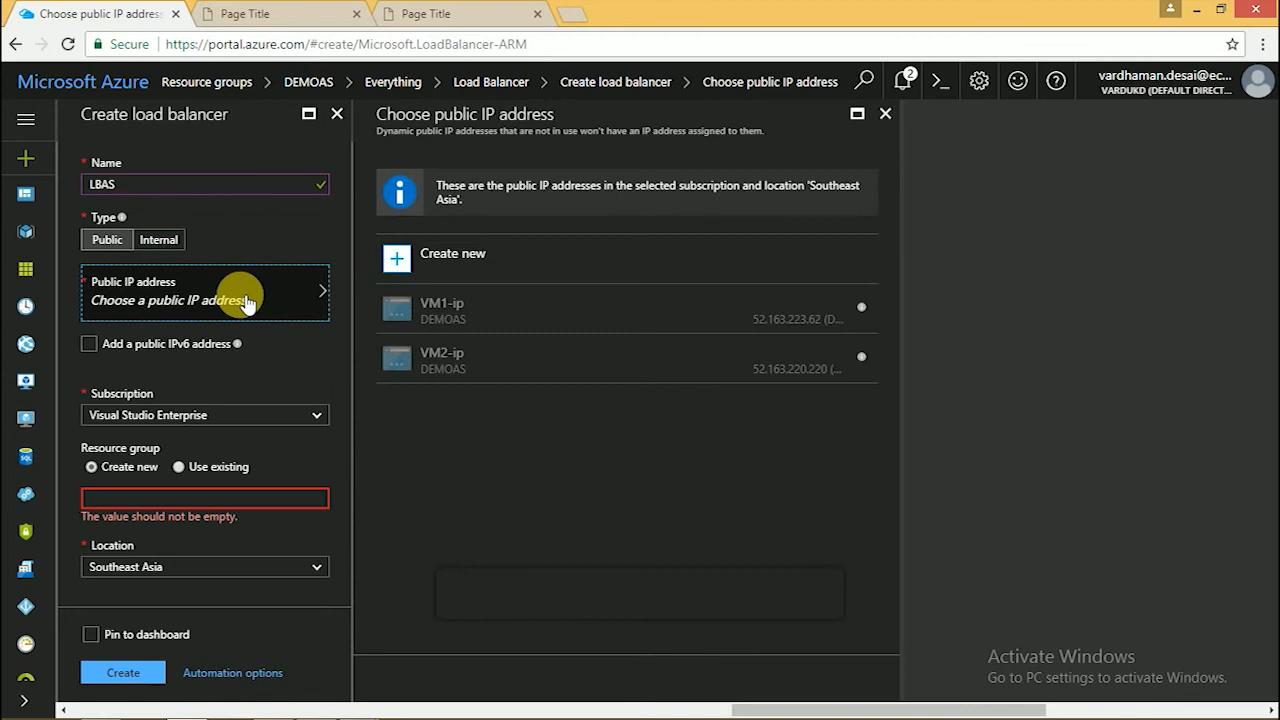 Choose public IP address
Page Title
Page Title
Secure
https://portal.azure.com/#create/Microsoft.LoadBalancer-ARM
Microsoft Azure
Resource groups
DEMOAS
Everything
Load Balancer
Create load balancer
Choose public IP address
2
vardhaman.desai@ec...
VARDUKD (DEFAULT DIRECT...
Create load balancer
* Name
LBAS
* Type
Public
Internal
* Public IP address
Choose a public IP address
Add a public IPv6 address
* Subscription
Visual Studio Enterprise
Resource group
Create new
Use existing
The value should not be empty.
* Location
Southeast Asia
Pin to dashboard
Create
Automation options
Choose public IP address
Dynamic public IP addresses that are not in use won't have an IP address assigned to them.
These are the public IP addresses in the selected subscription and location 'Southeast
Asia'.
Create new
VM1-ip
DEMOAS
52.163.223.62 (D...
VM2-ip
DEMOAS
52.163.220.220 (...
Activate Windows
Go to PC settings to activate Windows.